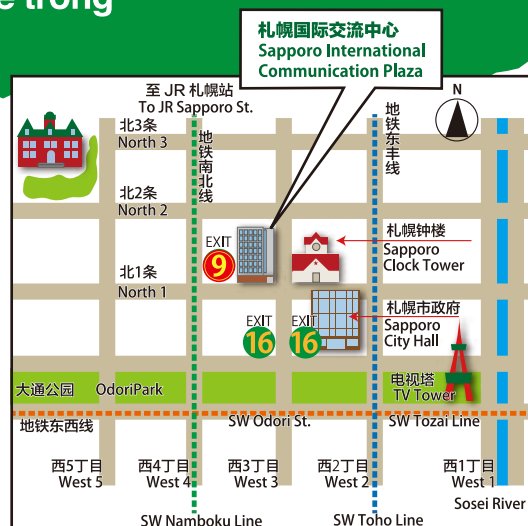 e trong
札幌国际交流中心
Sapporo International
Communication Plaza
至 JR 札幌站
To JR Sapporo St.
N
北3条
North 3
地铁南北线
地铁东丰线
北2条
North 2
EXIT
9
札幌钟楼
Sapporo
Clock Tower
北1条
North 1
札幌市政府
Sapporo
City Hall
EXIT
16
EXIT
16
大通公园 OdoriPark
电视塔
TV Tower
地铁东西线
SW Odori St.
SW Tozai Line
西5丁目
West 5
西4丁目
West 4
西3丁目
West 3
西2丁目
West 2
西1丁目
West 1
Sosei River
SW Namboku Line
SW Toho Line